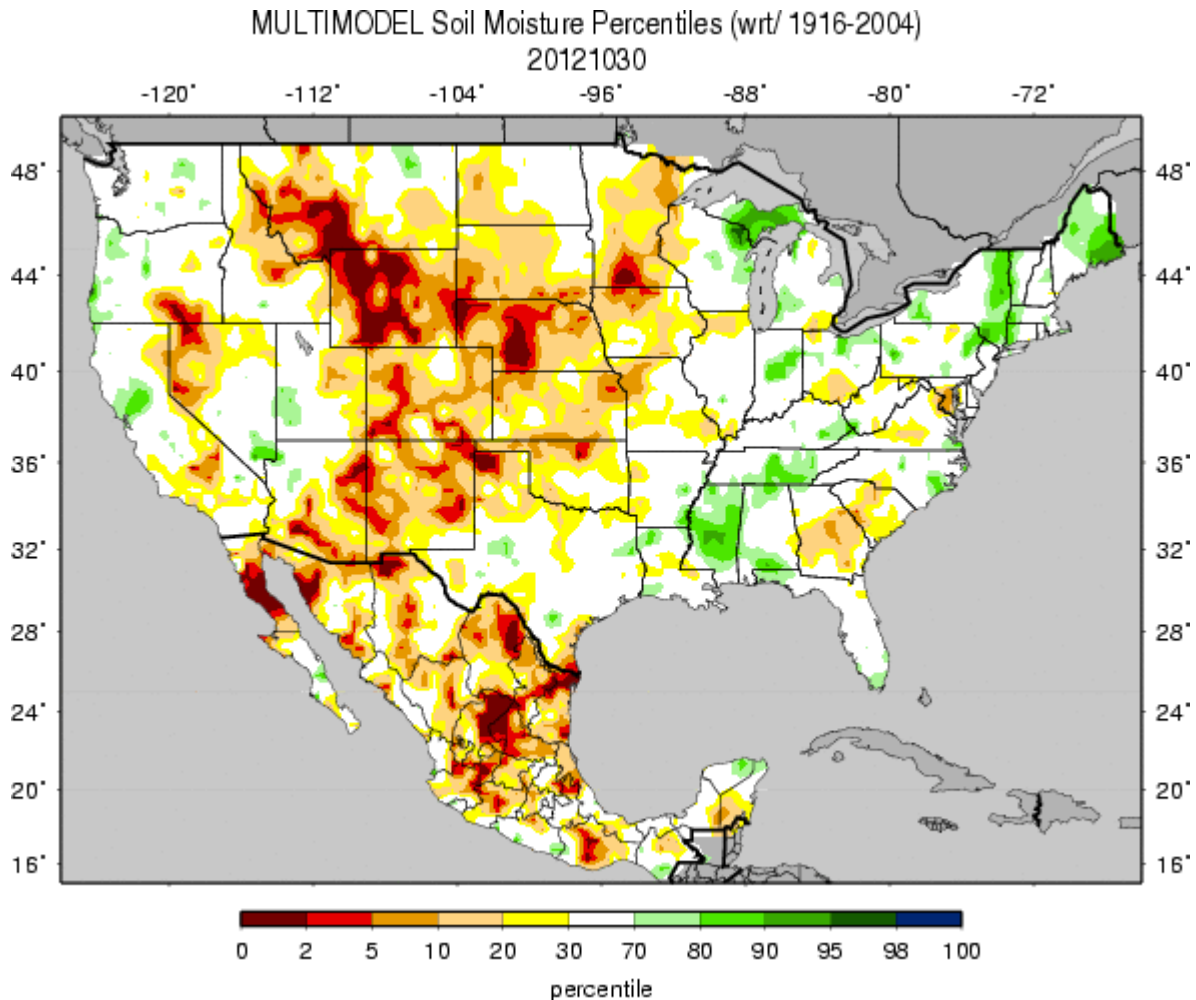 MULTIMODEL Soil Moisture Percentiles (wrt/ 1916-2004)
20121030
-120˚ -112˚ -104˚ -96˚ -88˚ -80˚ -72˚
48˚ 48˚
44˚ 44˚
40˚ 40˚
36˚ 36˚
32˚ 32˚
28˚ 28˚
24˚ 24˚
20˚ 20˚
16˚ 16˚
0 2 5 10 20 30 70 80 90 95 98 100
percentile